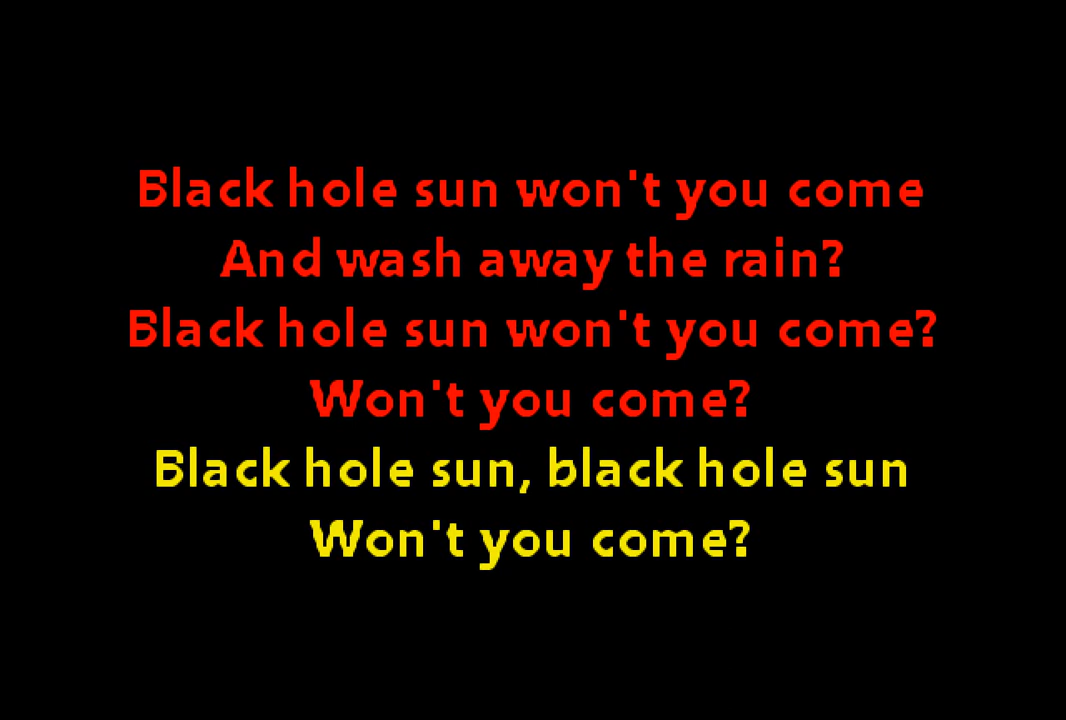 Black hole sun won't you come
And wash away the rain?
Black hole sun won't you come?
Won't you come?
Black hole sun, black hole sun
Won't you come?